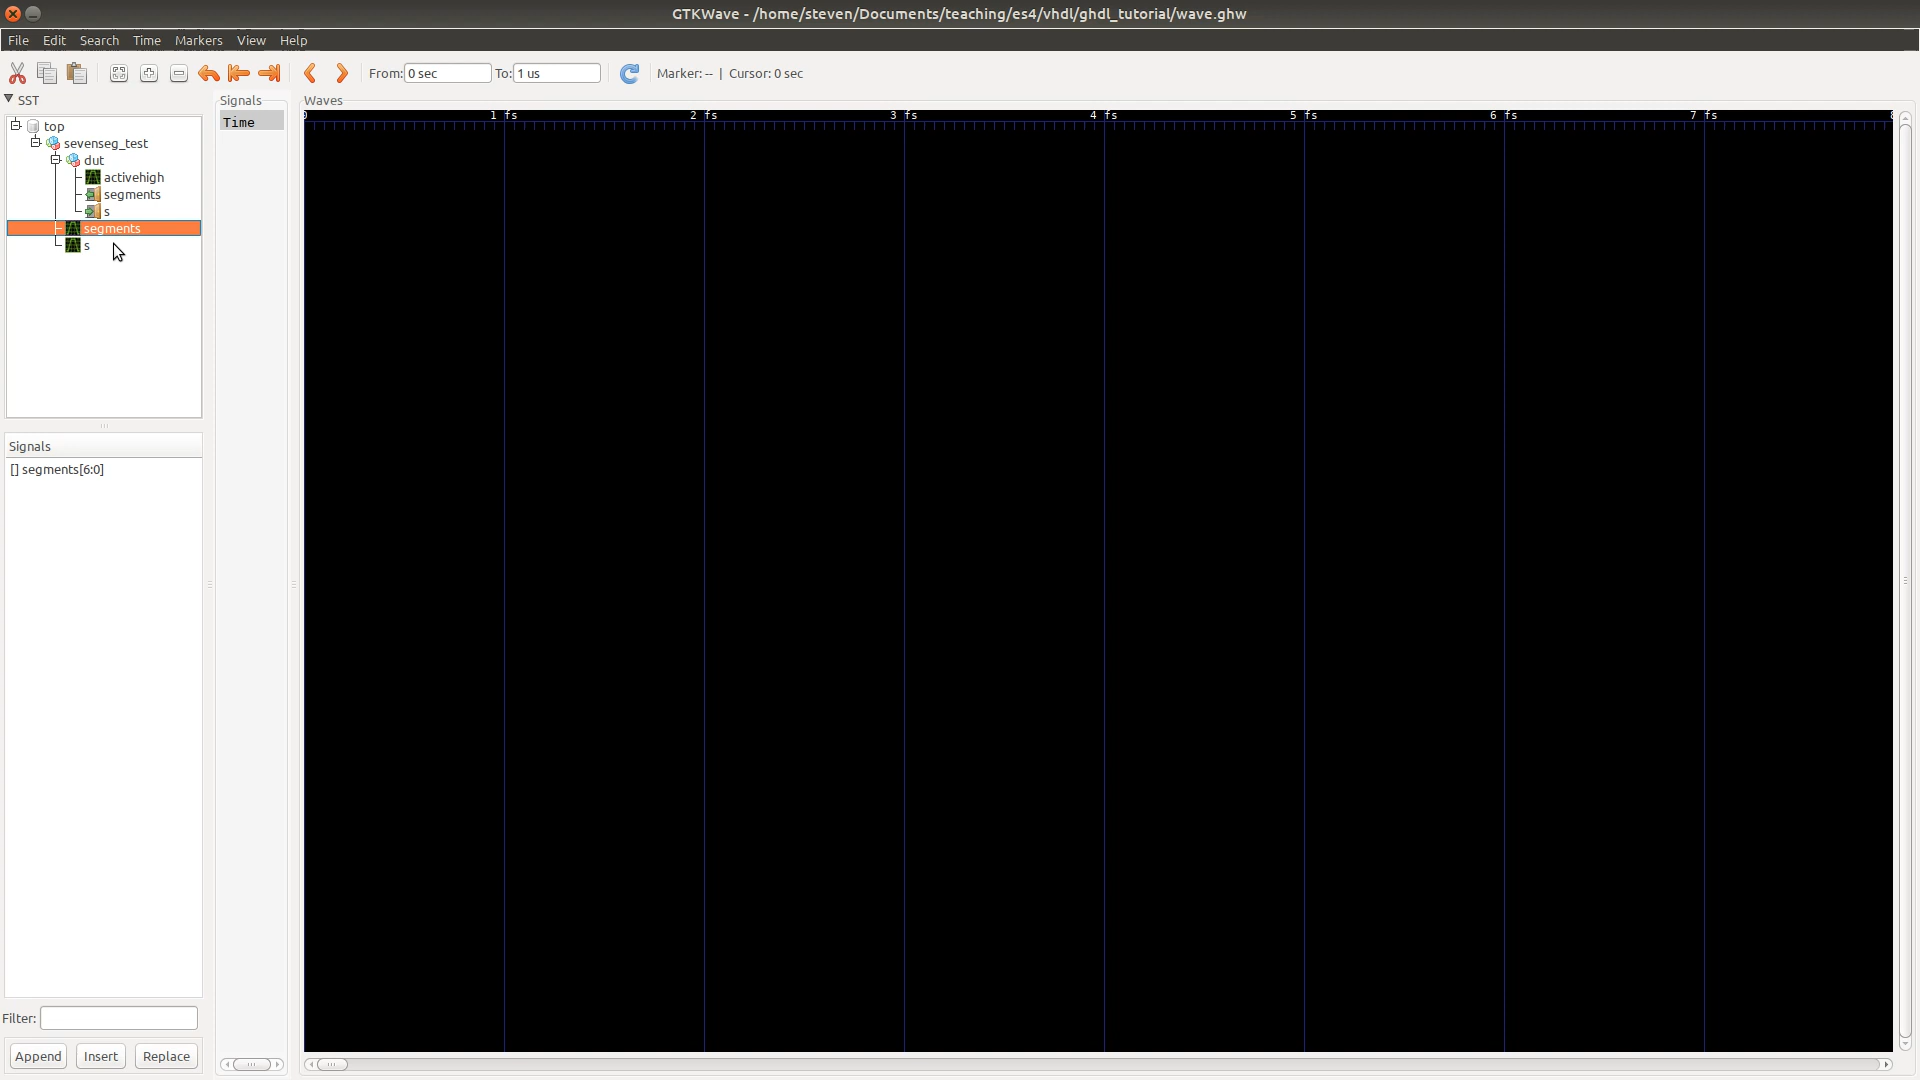 GTKWave - /home/steven/Documents/teaching/es4/vhdl/ghdl_tutorial/wave.ghw
File Edit Search Time Markers View Help
From: 0 sec To: 1 us Marker: -- | Cursor: 0 sec
SST
Signals
Waves
top
sevenseg_test
dut
activehigh
segments
s
segments
s
Time
0 1 fs 2 fs 3 fs 4 fs 5 fs 6 fs 7 fs
Signals
[] segments[6:0]
Filter:
Append Insert Replace